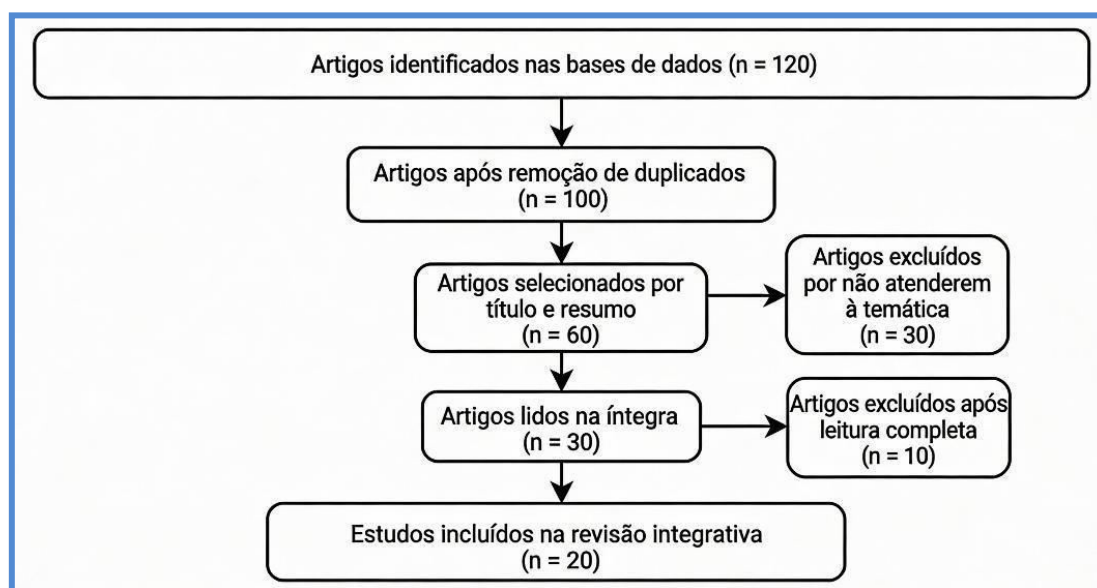 Artigos identificados nas bases de dados (n = 120)
Artigos após remoção de duplicados
(n = 100)
Artigos selecionados por
título e resumo
(n = 60)
Artigos excluídos
por não atenderem
à temática
(n = 30)
Artigos lidos na íntegra
(n = 30)
Artigos excluídos após
leitura completa
(n = 10)
Estudos incluídos na revisão integrativa
(n = 20)